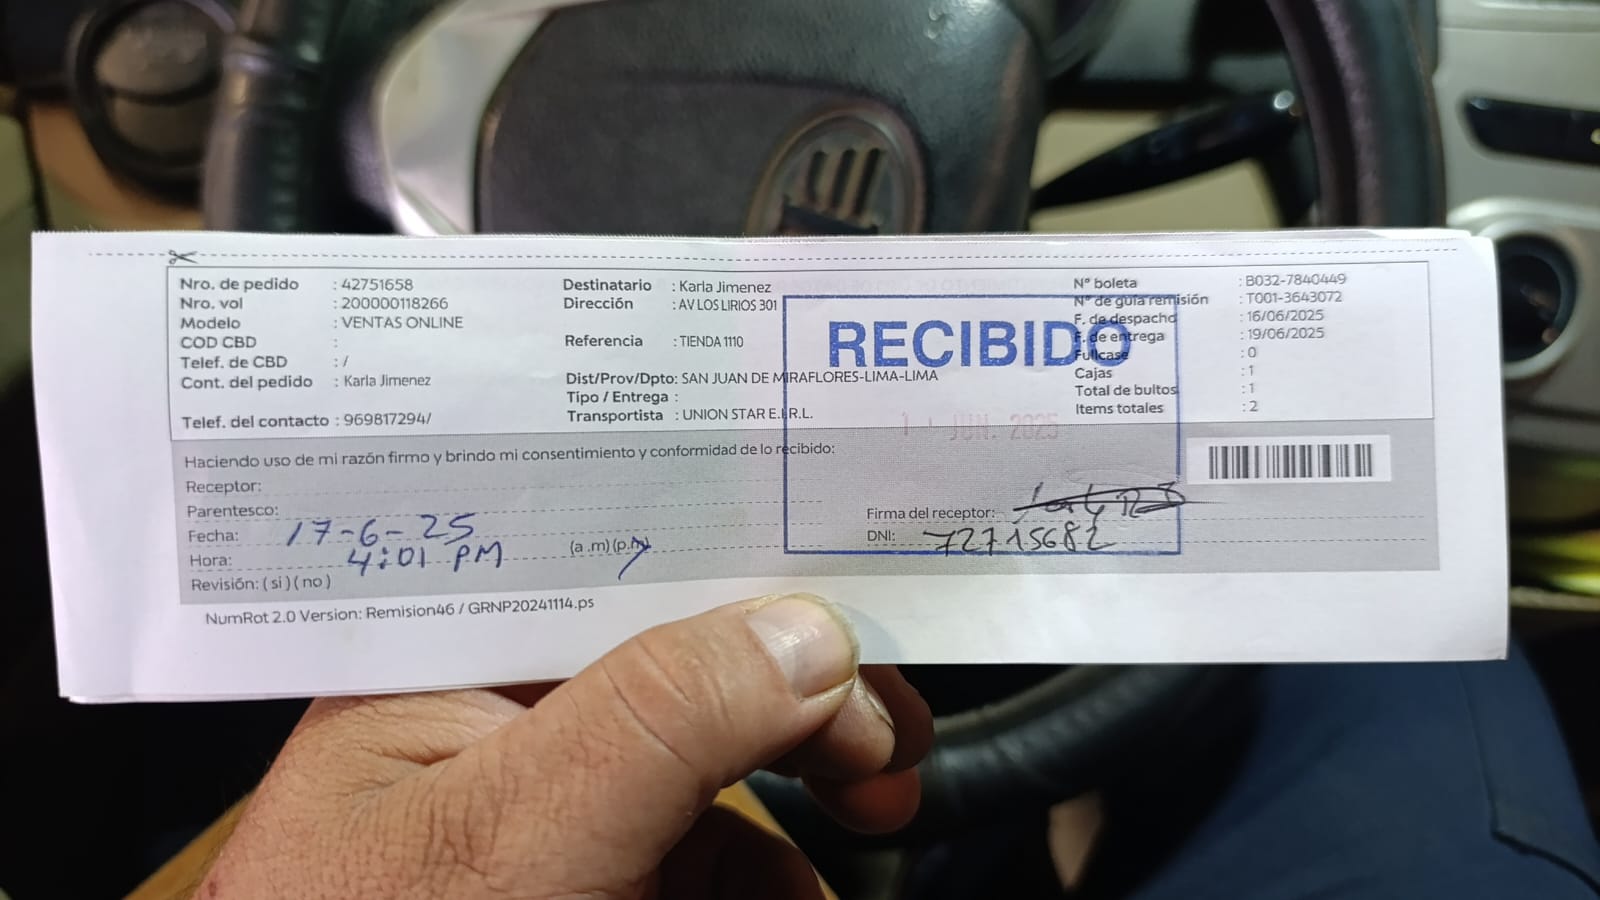 Nro. de pedido : 42751658
Nro. vol : 200000118266
Modelo : VENTAS ONLINE
COD CBD :
Telef. de CBD : /
Cont. del pedido : Karla Jimenez
Telef. del contacto : 969817294/
Destinatario : Karla Jimenez
Dirección : AV LOS LIRIOS 301
Referencia : TIENDA 1110
Dist/Prov/Dpto: SAN JUAN DE MIRAFLORES-LIMA-LIMA
Tipo / Entrega :
Transportista : UNION STAR E.I.R.L.
N° boleta : B032-7840449
N° de guía remisión : T001-3643072
F. de despacho : 16/06/2025
F. de entrega : 19/06/2025
Fullcase : 0
Cajas : 1
Total de bultos : 1
Items totales : 2
RECIBIDO
JUN. 2025
Haciendo uso de mi razón firmo y brindo mi consentimiento y conformidad de lo recibido:
Receptor:
Parentesco:
Fecha: 17-6-25
Hora: 4:01 PM (a.m)(p.m)
Revisión: (si)(no)
Firma del receptor:
DNI: 72715682
NumRot 2.0 Version: Remision46 / GRNP20241114.ps